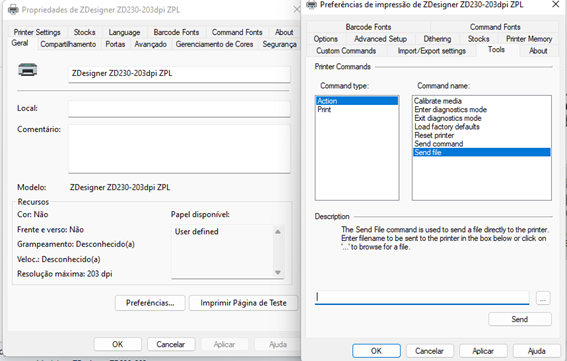 Propriedades de ZDesigner ZD230-203dpi ZPL
Printer Settings Stocks Language Barcode Fonts Command Fonts About
Geral Compartilhamento Portas Avançado Gerenciamento de Cores Segurança
ZDesigner ZD230-203dpi ZPL
Local:
Comentário:
Modelo: ZDesigner ZD230-203dpi ZPL
Recursos
Cor: Não
Papel disponível:
Frente e verso: Não
User defined
Grampeamento: Desconhecido(a)
Veloc.: Desconhecido(a)
Resolução máxima: 203 dpi
Preferências... Imprimir Página de Teste
OK Cancelar Aplicar Ajuda
Preferências de impressão de ZDesigner ZD230-203dpi ZPL
Barcode Fonts Command Fonts
Options Advanced Setup Dithering Stocks Printer Memory
Custom Commands Import/Export settings Tools About
Printer Commands
Command type: Command name:
Action
Print
Calibrate media
Enter diagnostics mode
Exit diagnostics mode
Load factory defaults
Reset printer
Send command
Send file
Description
The Send File command is used to send a file directly to the printer.
Enter filename to be sent to the printer in the box below or click on
'...' to browse for a file.
...
Send
OK Cancelar Aplicar Ajuda